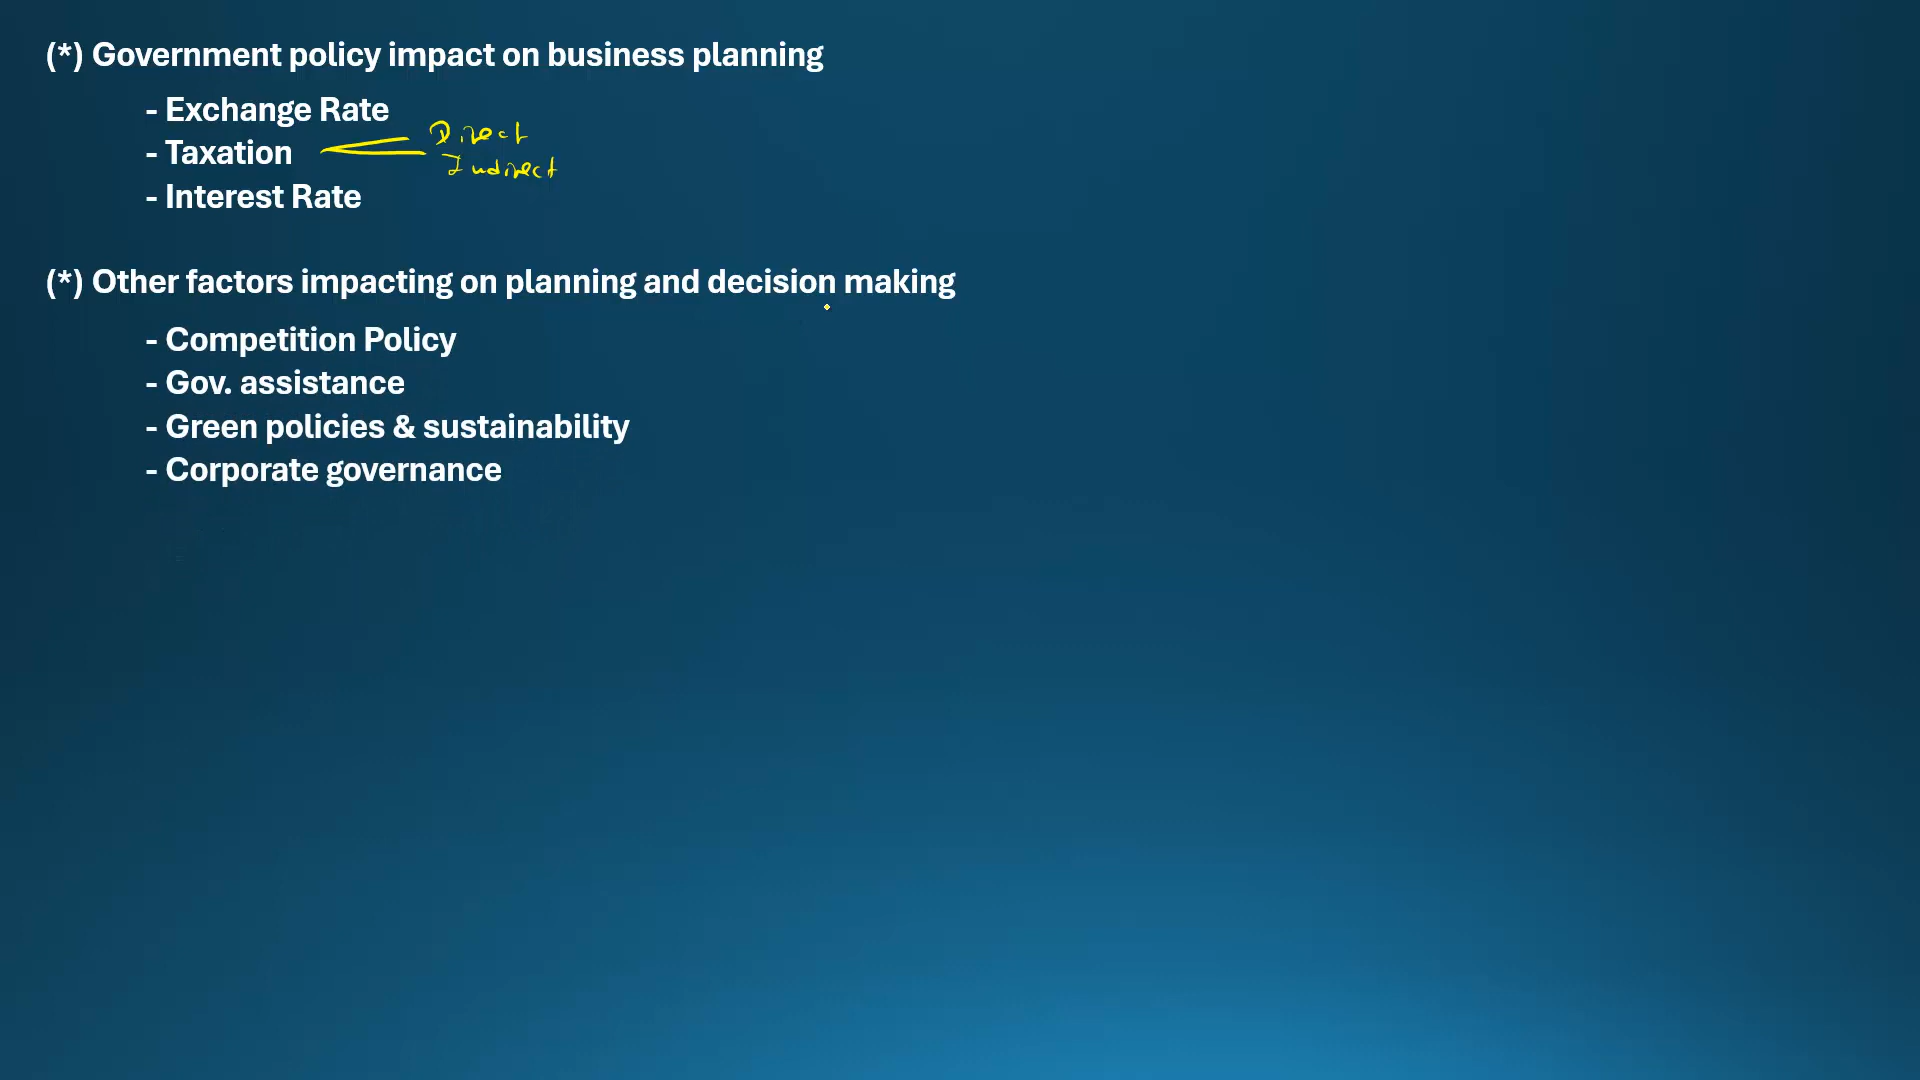 (*) Government policy impact on business planning
- Exchange Rate
- Taxation
Direct
Indirect
- Interest Rate
(*) Other factors impacting on planning and decision making
- Competition Policy
- Gov. assistance
- Green policies & sustainability
- Corporate governance